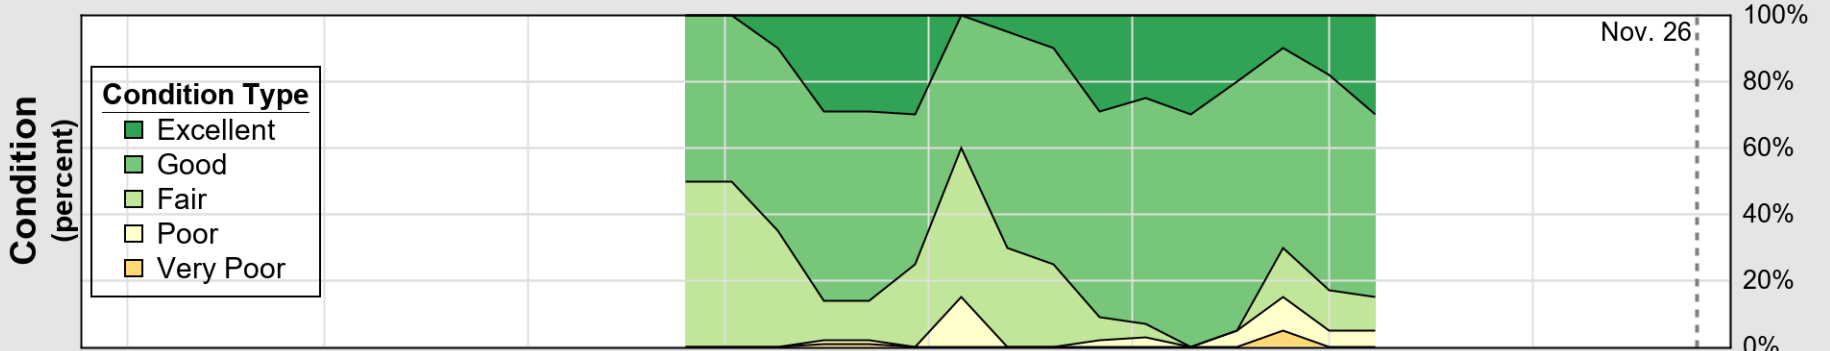 Condition
(percent)
Condition Type
Excellent
Good
Fair
Poor
Very Poor
Nov. 26
100%
80%
60%
40%
20%
0%